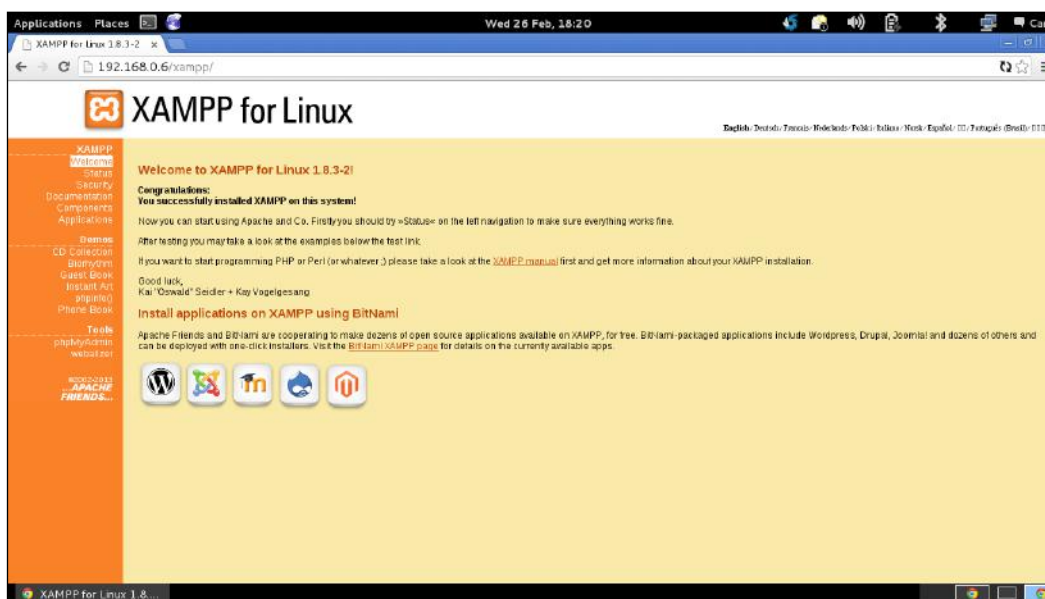 Applications Places
Wed 26 Feb, 18:20
XAMPP for Linux 1.8.3-2 x
192.168.0.6/xampp/
XAMPP for Linux
English / Deutsch / Francais / Nederlands / Polski / Italiano / Norsk / Español / / Português (Brasil) /
XAMPP
Welcome
Status
Security
Documentation
Components
Applications
Demos
CD Collection
Biorhythm
Guest Book
Instant Art
phpinfo()
Phone Book
Tools
phpMyAdmin
webalizer
©2002-2013
...APACHE
FRIENDS...
Welcome to XAMPP for Linux 1.8.3-2!
Congratulations:
You successfully installed XAMPP on this system!
Now you can start using Apache and Co. Firstly you should try »Status« on the left navigation to make sure everything works fine.
After testing you may take a look at the examples below the test link.
If you want to start programming PHP or Perl (or whatever ;) please take a look at the XAMPP manual first and get more information about your XAMPP installation.
Good luck,
Kai "Oswald" Seidler + Kay Vogelgesang
Install applications on XAMPP using BitNami
Apache Friends and BitNami are cooperating to make dozens of open source applications available on XAMPP, for free. BitNami-packaged applications include Wordpress, Drupal, Joomla! and dozens of others and
can be deployed with one-click installers. Visit the BitNami XAMPP page for details on the currently available apps.
XAMPP for Linux 1.8....